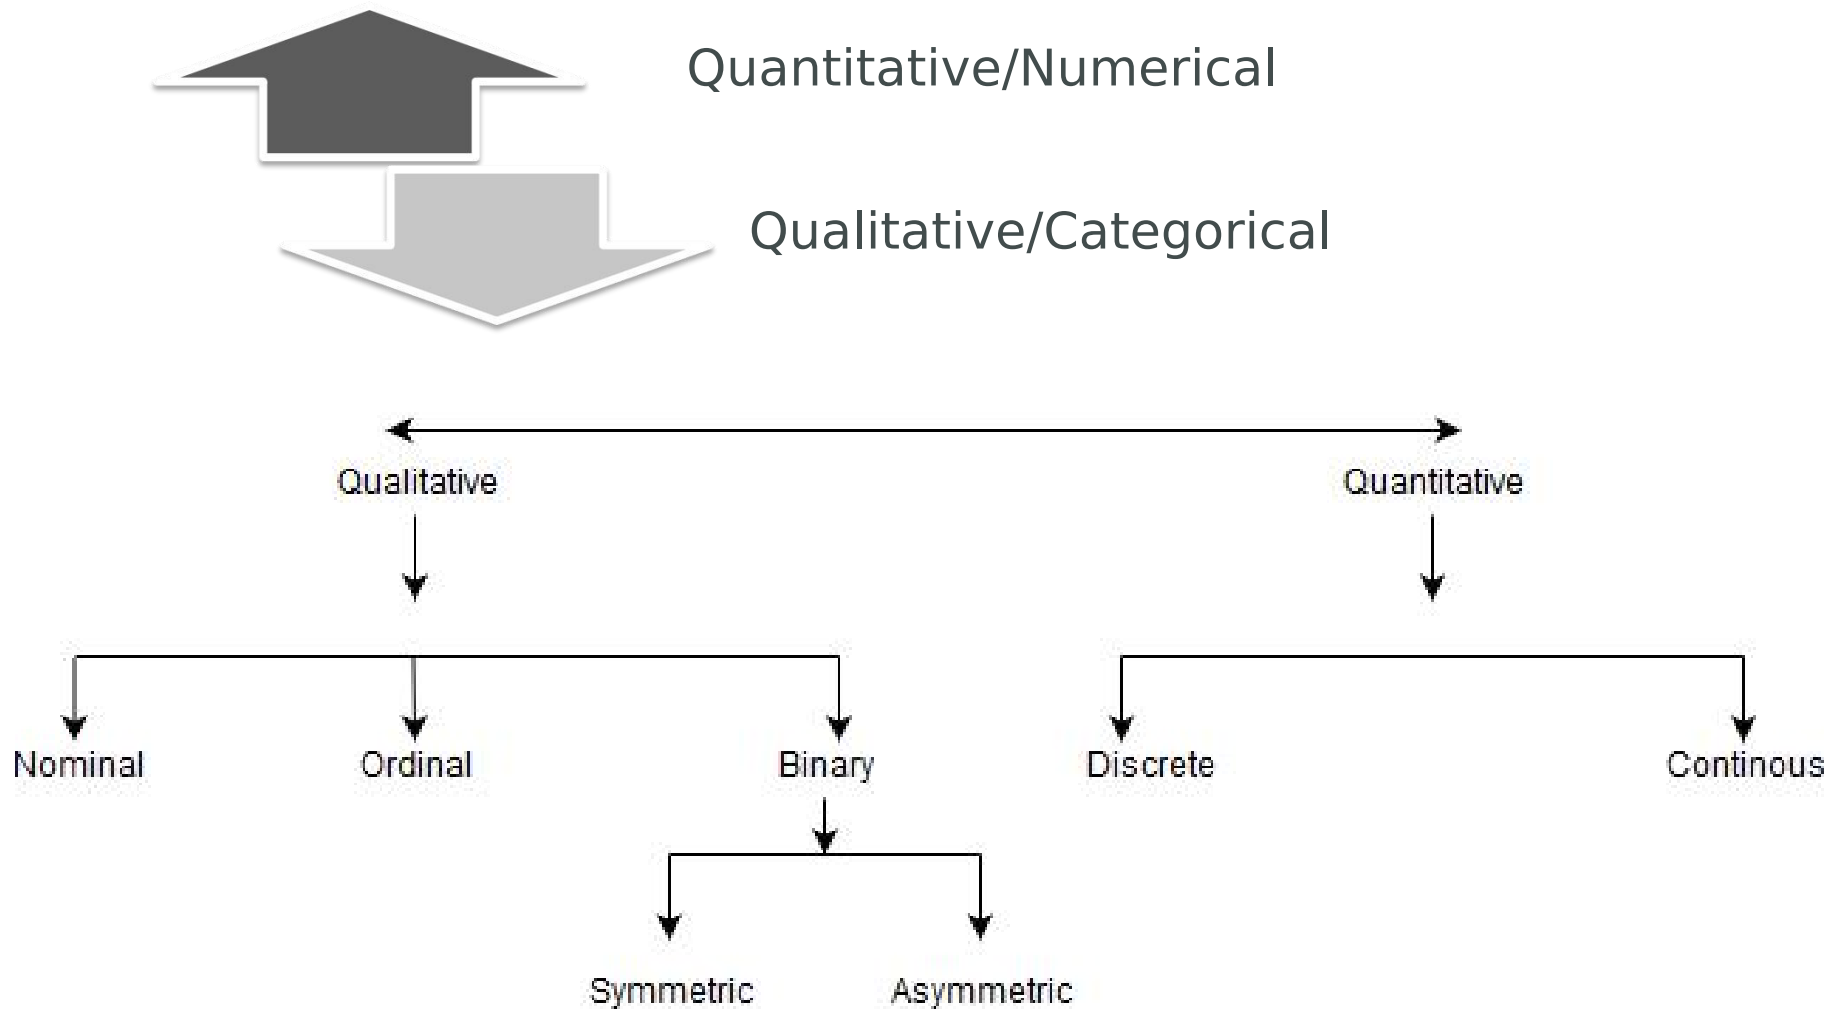 Quantitative/Numerical
Qualitative/Categorical
Qualitative Quantitative
Nominal Ordinal Binary Discrete Continous
Symmetric Asymmetric